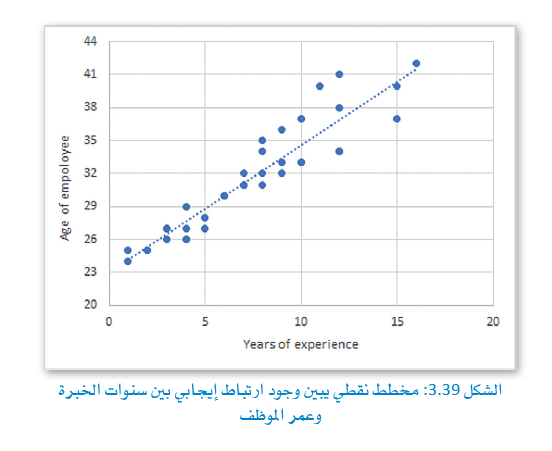 44
41
38
35
32
29
26
23
20
Age of empoloyee
0 5 10 15 20
Years of experience
الشكل 3.39: مخطط نقطي يبين وجود ارتباط إيجابي بين سنوات الخبرة
وعمر الموظف